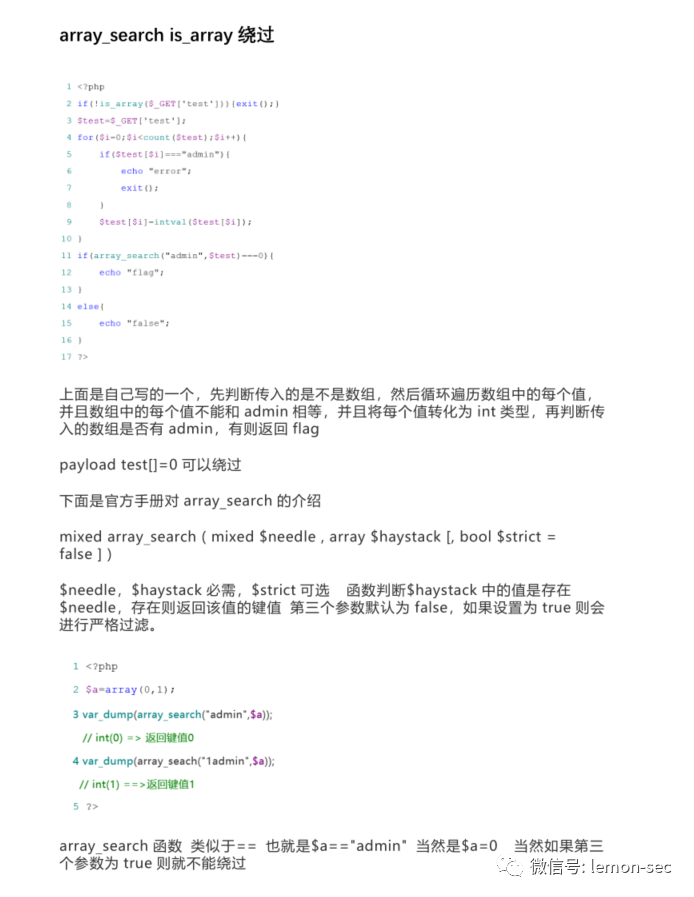 array_search is_array 绕过
1 <?php
2 if(!is_array($_GET['test'])){exit();}
3 $test=$_GET['test'];
4 for($i=0;$i<count($test);$i++){
5 if($test[$i]==="admin"){
6 echo "error";
7 exit();
8 }
9 $test[$i]=intval($test[$i]);
10 }
11 if(array_search("admin",$test)===0){
12 echo "flag";
13 }
14 else{
15 echo "false";
16 }
17 ?>
上面是自己写的一个，先判断传入的是不是数组，然后循环遍历数组中的每个值，
并且数组中的每个值不能和 admin 相等，并且将每个值转化为 int 类型，再判断传
入的数组是否有 admin，有则返回 flag
payload test[]=0 可以绕过
下面是官方手册对 array_search 的介绍
mixed array_search ( mixed $needle , array $haystack [, bool $strict =
false ] )
$needle，$haystack 必需，$strict 可选 函数判断$haystack 中的值是存在
$needle，存在则返回该值的键值 第三个参数默认为 false，如果设置为 true 则会
进行严格过滤。
1 <?php
2 $a=array(0,1);
3 var_dump(array_search("admin",$a));
// int(0) => 返回键值0
4 var_dump(array_seach("1admin",$a));
// int(1) ==>返回键值1
5 ?>
array_search 函数 类似于== 也就是$a=="admin" 当然是$a=0 当然如果第三
个参数为 true 则就不能绕过
微信号: lemon-sec